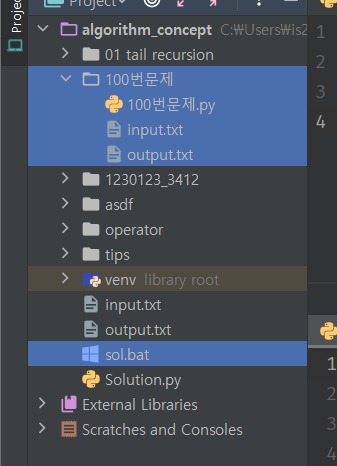 Project
Project
algorithm_concept C:₩Users₩is2
01 tail recursion
100번문제
100번문제.py
input.txt
output.txt
1230123_3412
asdf
operator
tips
venv library root
input.txt
output.txt
sol.bat
Solution.py
External Libraries
Scratches and Consoles
1
2
3
4
1
2
3